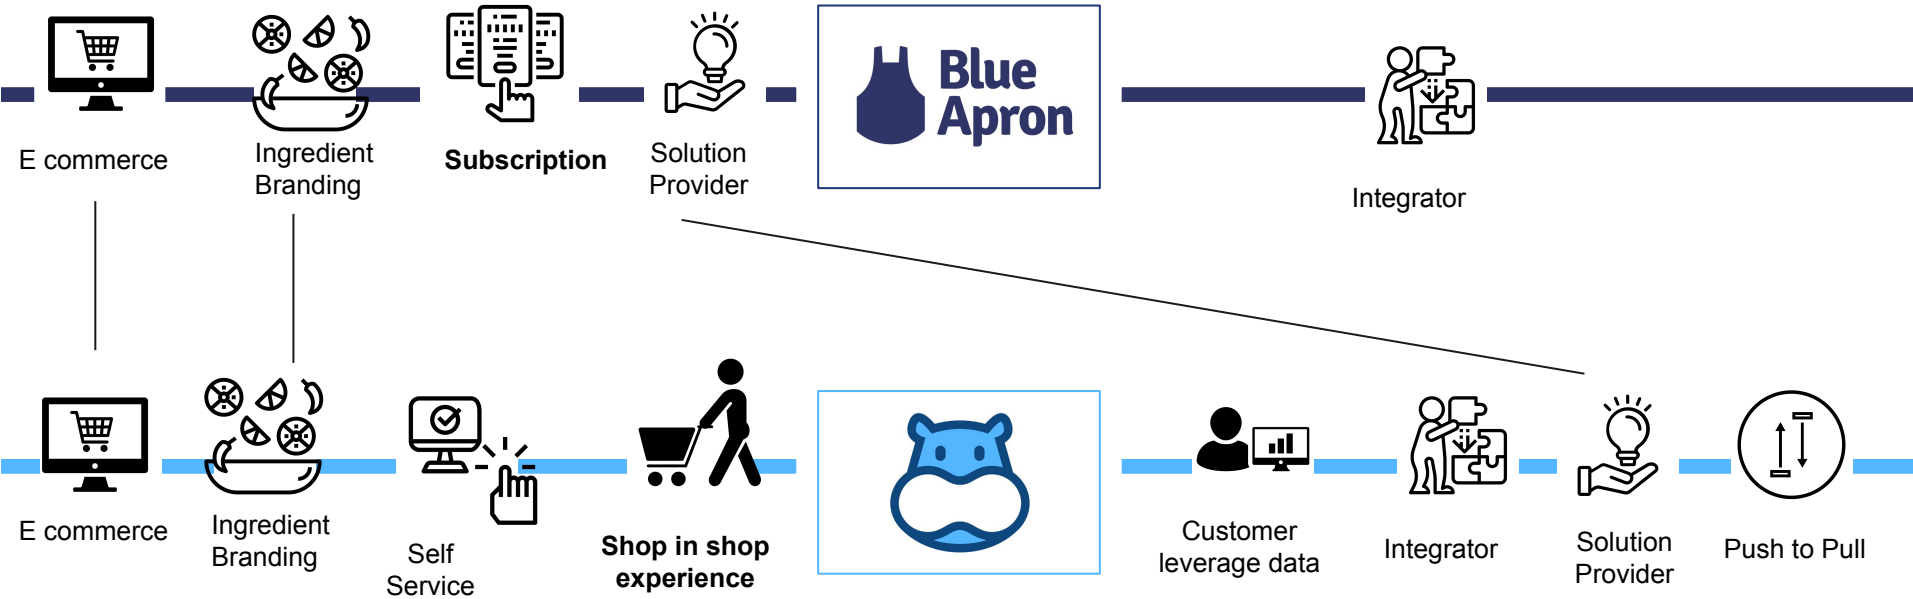 Blue
Apron
E commerce
Ingredient
Branding
Subscription
Solution
Provider
Integrator
E commerce
Ingredient
Branding
Self
Service
Shop in shop
experience
Customer
leverage data
Integrator
Solution
Provider
Push to Pull